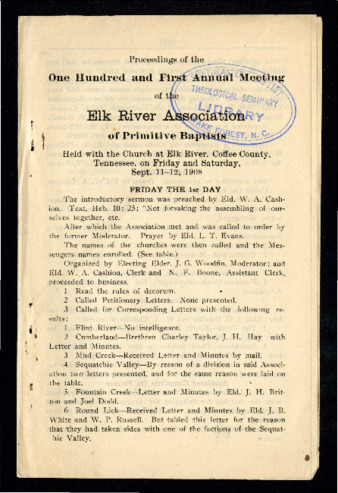 Proceedings of the
One Hundred and First Annual Meeting
of the
Elk River Association
of Primitive Baptists
THEOLOGICAL SEMINARY
LIBRARY
WAKE FOREST, N. C.
Held with the Church at Elk River, Coffee County,
Tennessee, on Friday and Saturday,
Sept. 11-12, 1908
FRIDAY THE 1st DAY
The introductory sermon was preached by Eld. W. A. Cash-
ion. Text, Heb. 10: 25; "Not forsaking the assembling of our-
selves together, etc.
After which the Association met and was called to order by
the former Moderator. Prayer by Eld. L. T. Evans.
The names of the churches were then called and the Mes-
sengers names enrolled. (See table.)
Organized by Electing Elder. J. G. Woodfin, Moderator; and
Eld. W. A. Cashion, Clerk and N. E. Boone, Assistant Clerk,
proceeded to business.
1 Read the rules of decorum.
2 Called Petitionary Letters. None presented.
3 Called for Corresponding Letters with the following re-
sults:
1 Flint River—No intelligence.
2 Cumberland—Brethren Charley Taylor, J. H. Hay with
Letter and Minutes.
3 Mud Creek—Received Letter and Minutes by mail.
4 Sequatchie Valley—By reason of a division in said Associ-
ation two letters presented, and for the same reason were laid on
the table.
5 Fountain Creek—Letter and Minutes by Eld. J. H. Brit-
ton and Joel Dodd.
6 Round Lick—Received Letter and Minutes by Eld. J. B.
White and W. P. Russell. But tabled this letter for the reason
that they had taken sides with one of the factions of the Sequat-
hie Valley.